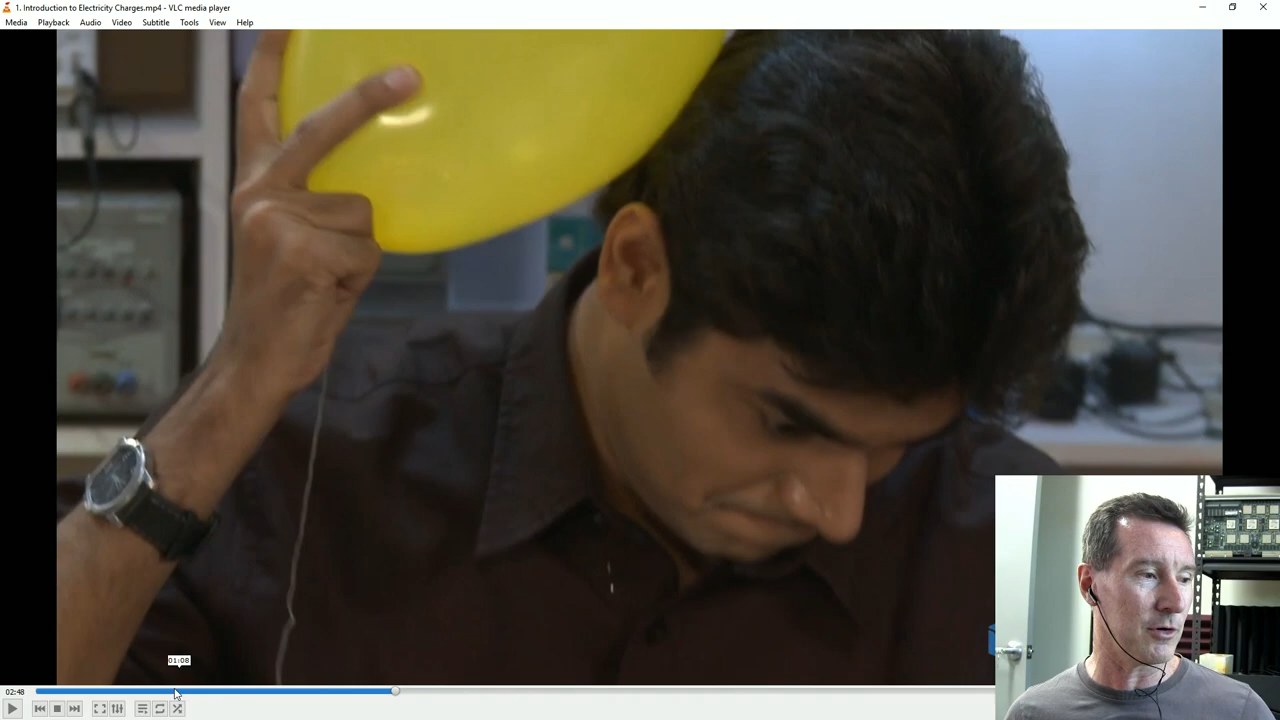 1. Introduction to Electricity Charges.mp4 - VLC media player
Media Playback Audio Video Subtitle Tools View Help
01:08
02:48